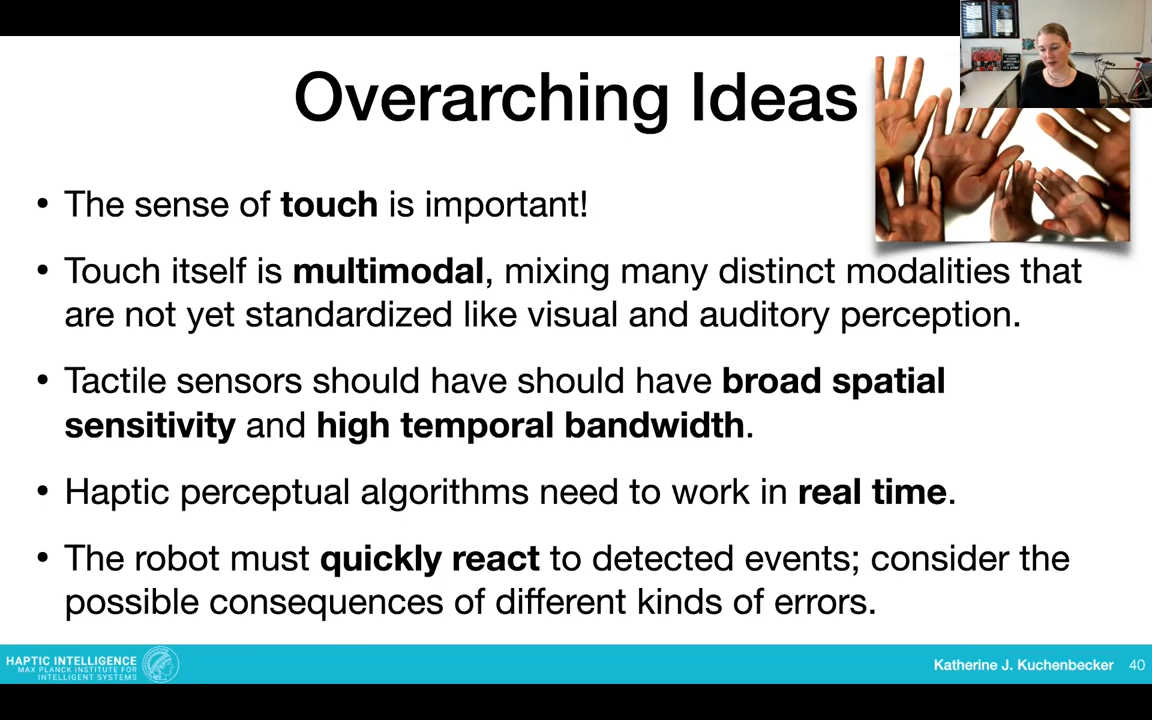 Overarching Ideas
• The sense of touch is important!
• Touch itself is multimodal, mixing many distinct modalities that
are not yet standardized like visual and auditory perception.
• Tactile sensors should have should have broad spatial
sensitivity and high temporal bandwidth.
• Haptic perceptual algorithms need to work in real time.
• The robot must quickly react to detected events; consider the
possible consequences of different kinds of errors.
HAPTIC INTELLIGENCE
MAX PLANCK INSTITUTE FOR
INTELLIGENT SYSTEMS
Katherine J. Kuchenbecker 40